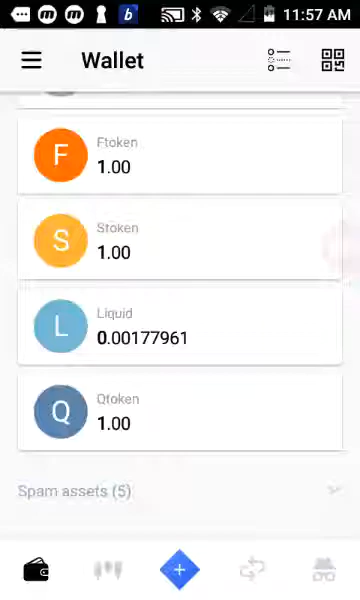 b 11:57 AM
Wallet
F Ftoken
1.00
S Stoken
1.00
L Liquid
0.00177961
Q Qtoken
1.00
Spam assets (5)